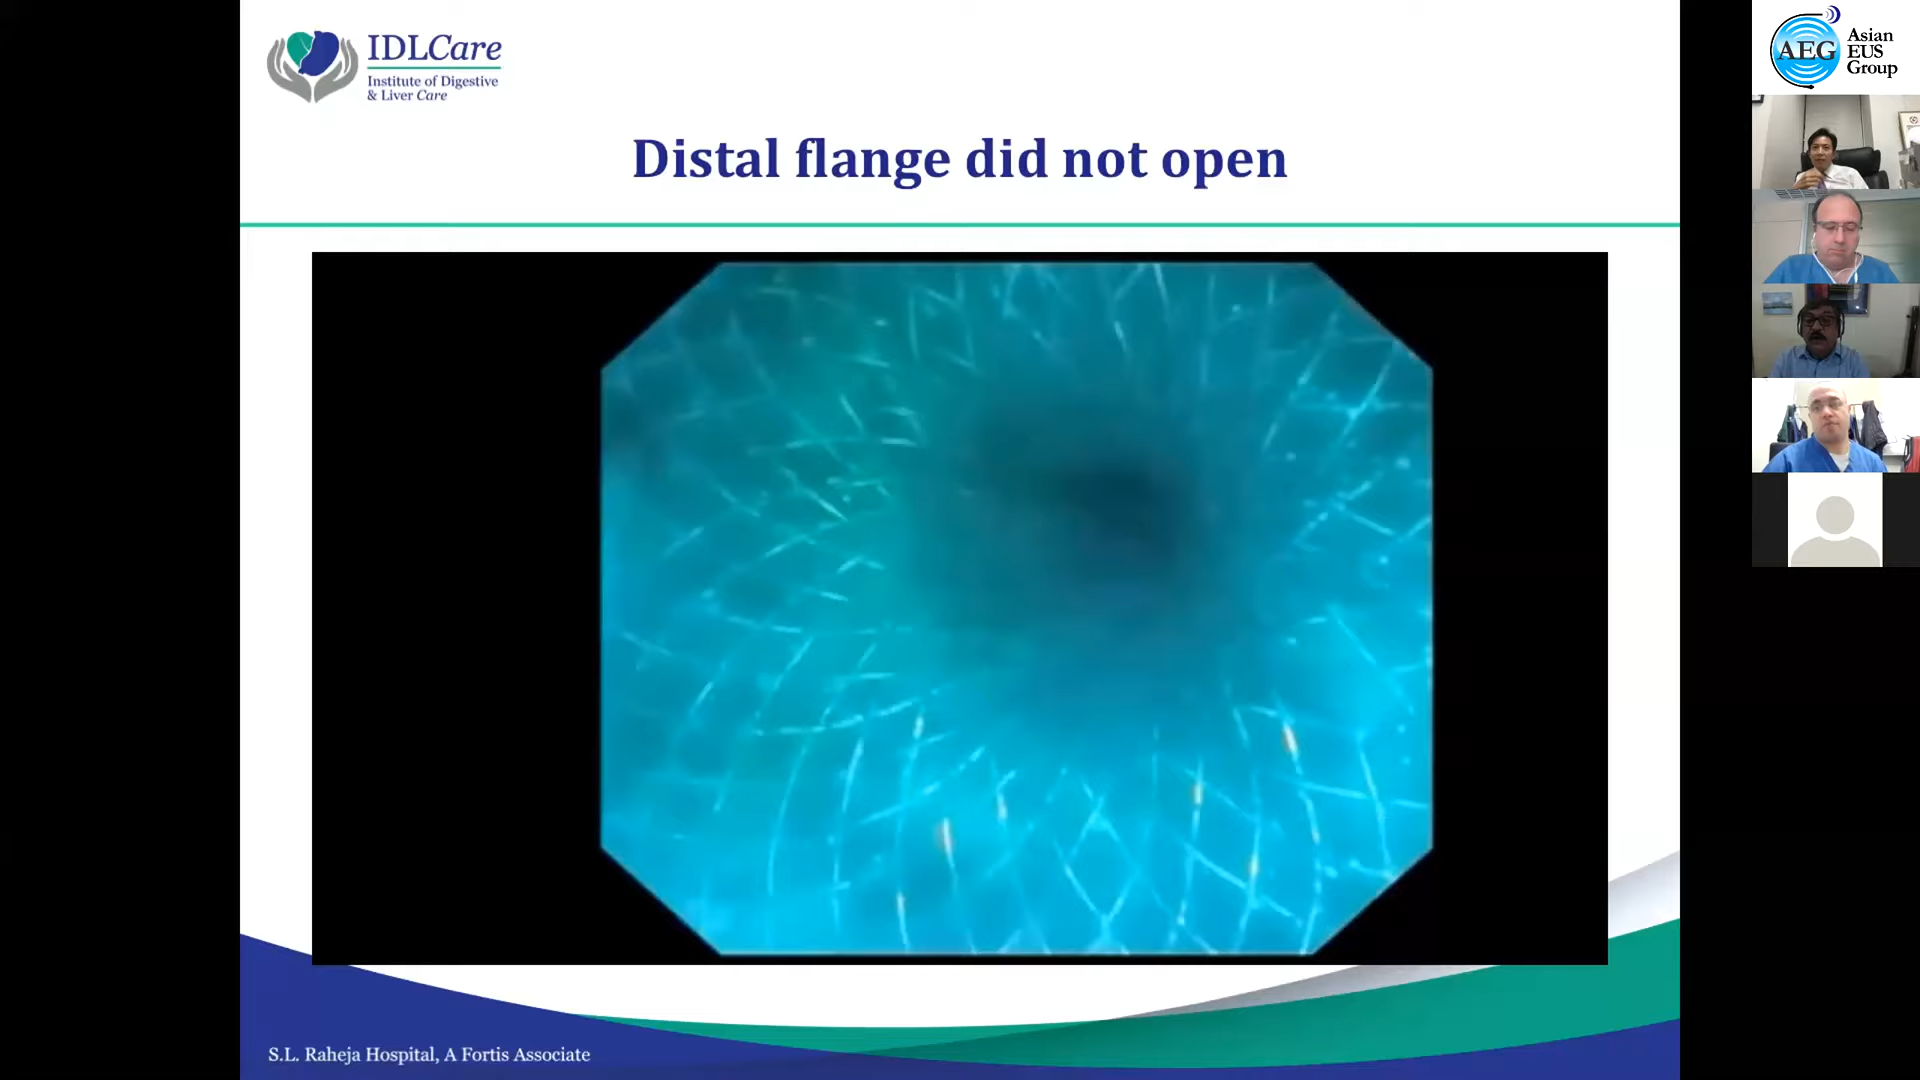 IDLCare
Institute of Digestive
& Liver Care
Distal flange did not open
S.L. Raheja Hospital, A Fortis Associate
AEG
Asian
EUS
Group